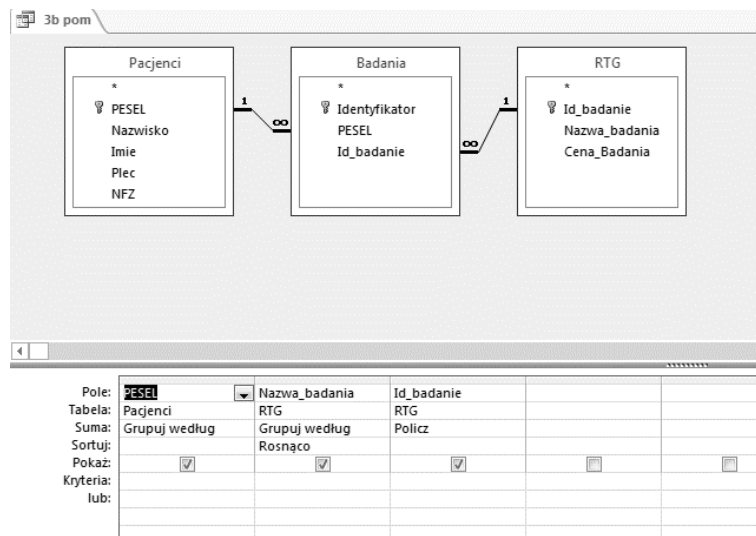 3b pom
Pacjenci
*
PESEL
Nazwisko
Imie
Plec
NFZ
1
∞
Badania
*
Identyfikator
PESEL
Id_badanie
∞
1
RTG
*
Id_badanie
Nazwa_badania
Cena_Badania
Pole: PESEL Nazwa_badania Id_badanie
Tabela: Pacjenci RTG RTG
Suma: Grupuj według Grupuj według Policz
Sortuj: Rosnąco
Pokaż:
Kryteria:
lub: